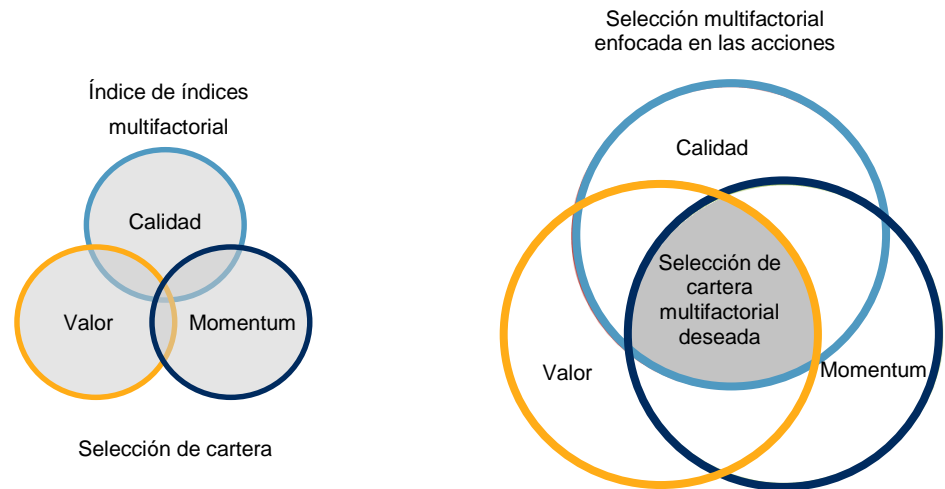 Índice de índices
multifactorial
Calidad
Valor
Momentum
Selección de cartera
Selección multifactorial
enfocada en las acciones
Calidad
Selección de
cartera
multifactorial
deseada
Valor
Momentum